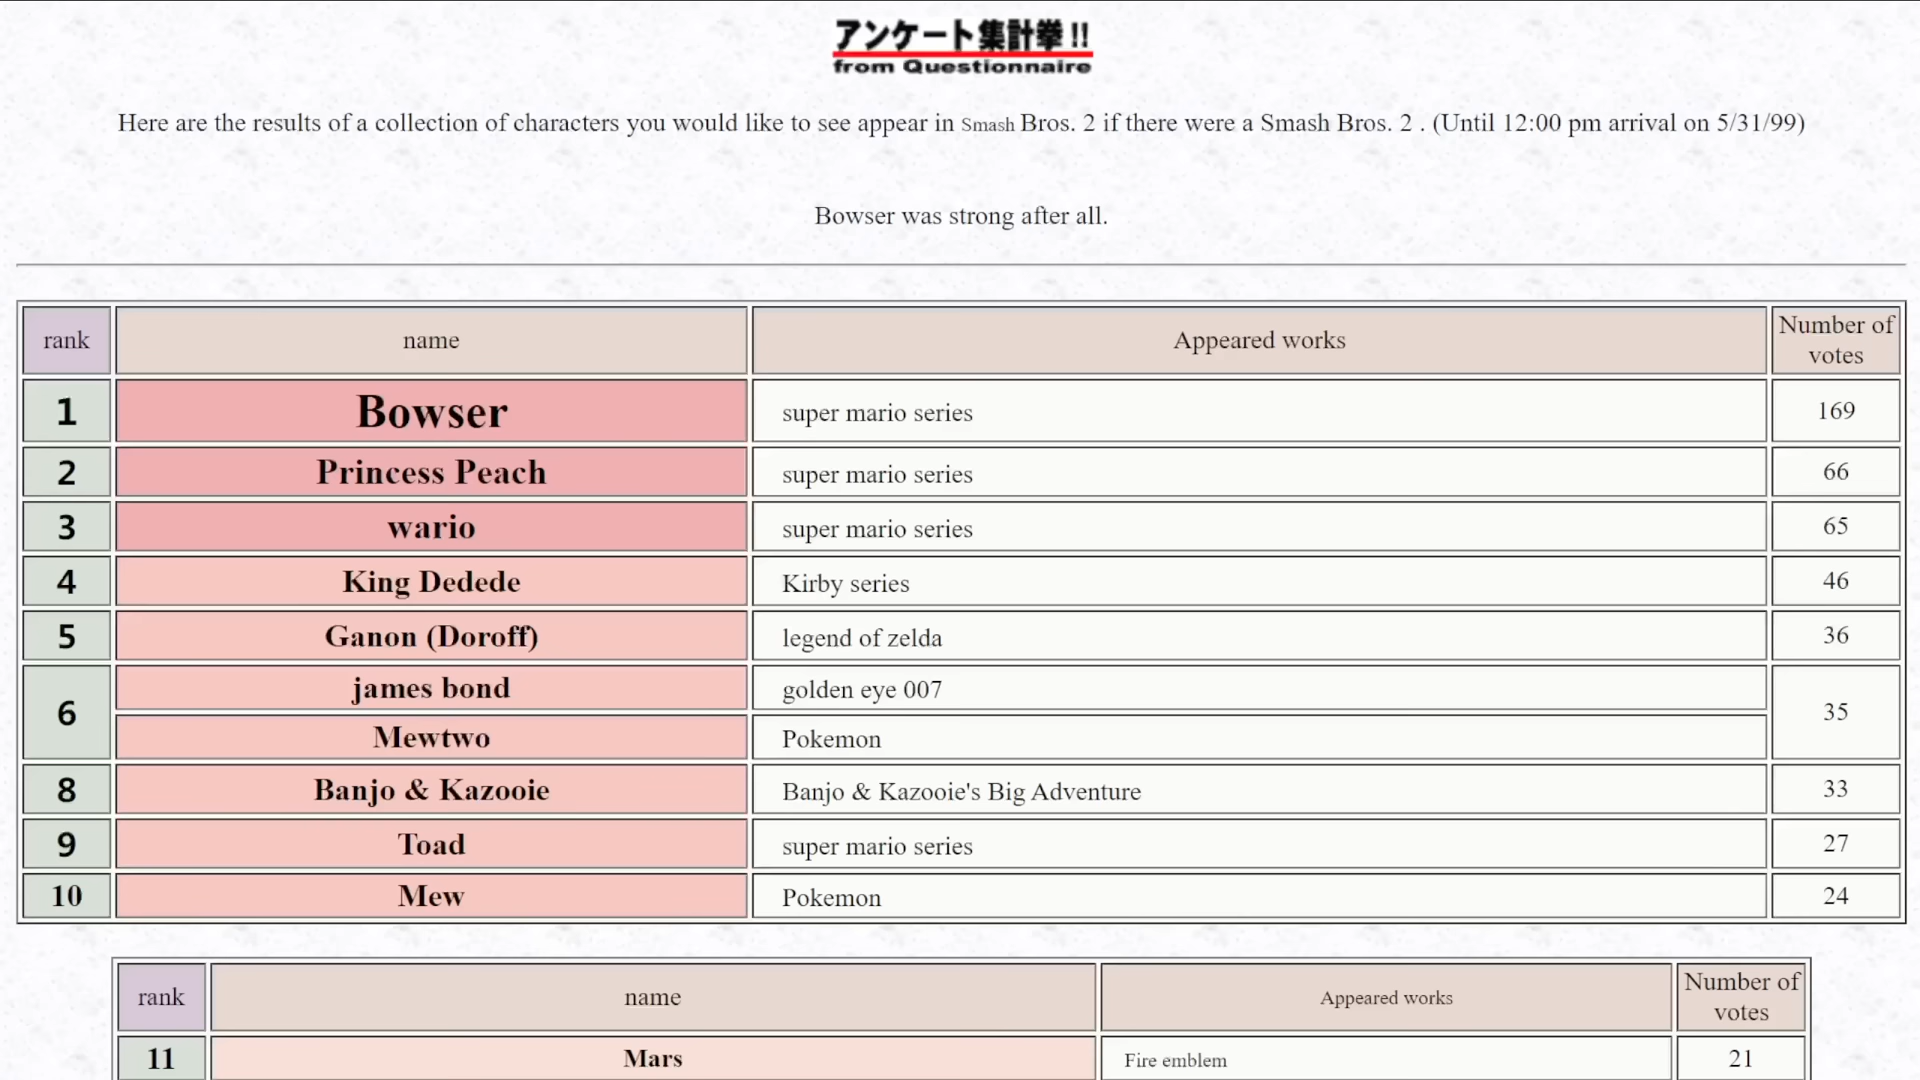 アンケート集計拳!!
from Questionnaire
Here are the results of a collection of characters you would like to see appear in Smash Bros. 2 if there were a Smash Bros. 2 . (Until 12:00 pm arrival on 5/31/99)
Bowser was strong after all.
rank name Appeared works Number of votes
1 Bowser super mario series 169
2 Princess Peach super mario series 66
3 wario super mario series 65
4 King Dedede Kirby series 46
5 Ganon (Doroff) legend of zelda 36
6 james bond golden eye 007 35
Mewtwo Pokemon
8 Banjo & Kazooie Banjo & Kazooie's Big Adventure 33
9 Toad super mario series 27
10 Mew Pokemon 24
rank name Appeared works Number of votes
11 Mars Fire emblem 21